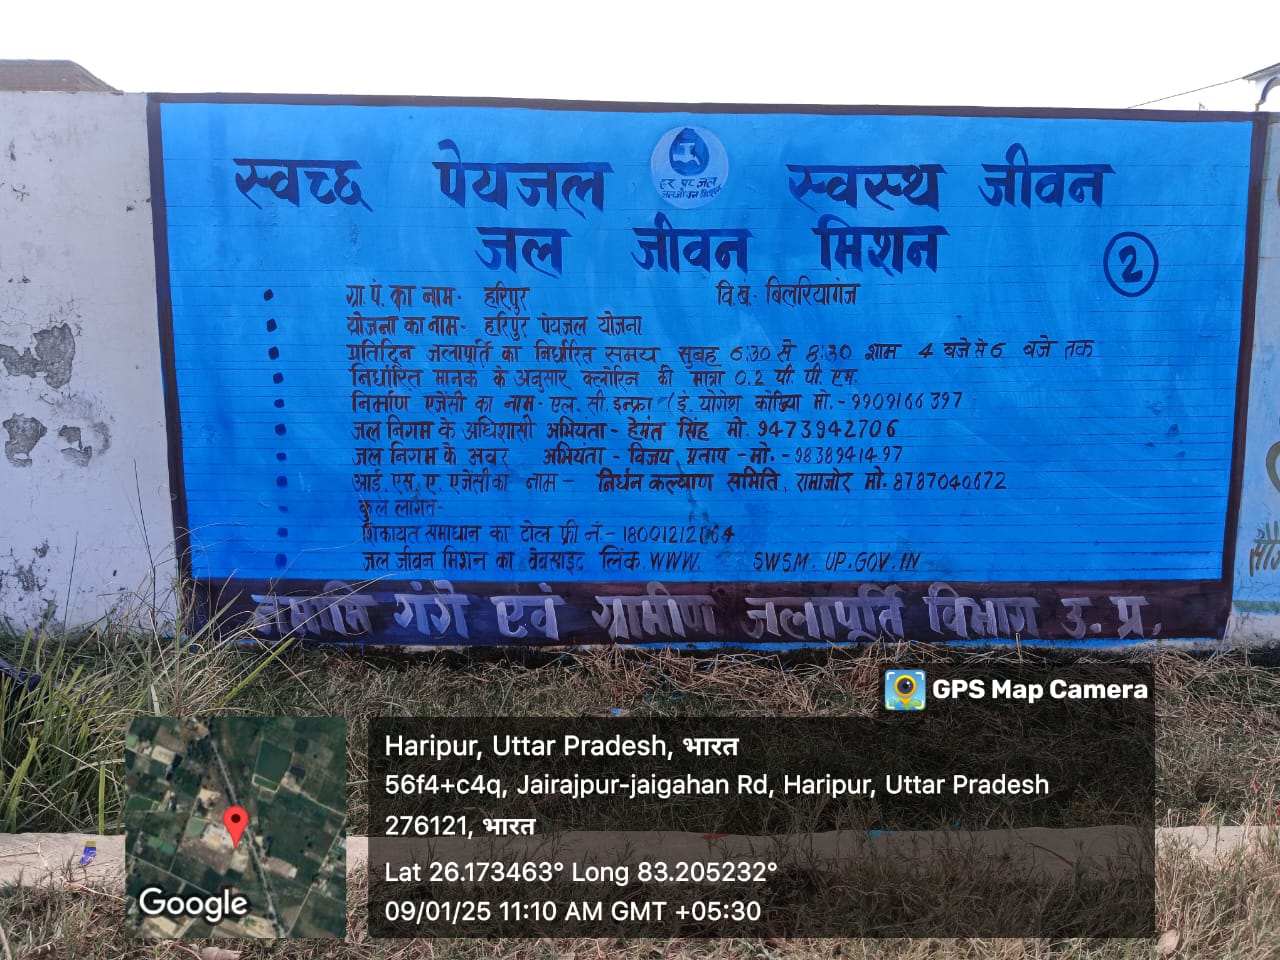 स्वच्छ पेयजल स्वस्थ जीवन
हर घर जल
जल जीवन मिशन
जल जीवन मिशन
2
ग्रा.पं. का नाम- हरिपुर वि.खं- बिलरियागंज
योजना का नाम- हरिपुर पेयजल योजना
प्रतिदिन जलापूर्ति का निर्धारित समय सुबह 6:30 से 8:30 शाम 4 बजे से 6 बजे तक
निर्धारित मानक के अनुसार क्लोरिन की मात्रा 0.2 पी. पी. एम.
निर्माण एजेंसी का नाम- एल. सी. इन्फ्रा (इं. योगेश मो.- 9909166397
जल निगम के अधिशासी अभियंता - हेमंत सिंह मो. 9473942706
जल निगम के अवर अभियंता - विजय प्रताप - मो. - 9838941497
आई. एस. ए. एजेंसी का नाम - निर्धन कल्याण समिति, रामाजोर मो. 8787040672
कुल लागत-
शिकायत समाधान का टोल फ्री नं.- 18001212164
जल जीवन मिशन का वेबसाइट लिंक. WWW. SWSM. UP.GOV.IN
नमामि गंगे एवं ग्रामीण जलापूर्ति विभाग उ. प्र.
GPS Map Camera
Haripur, Uttar Pradesh, भारत
56f4+c4q, Jairajpur-jaigahan Rd, Haripur, Uttar Pradesh
276121, भारत
Lat 26.173463° Long 83.205232°
09/01/25 11:10 AM GMT +05:30
Google